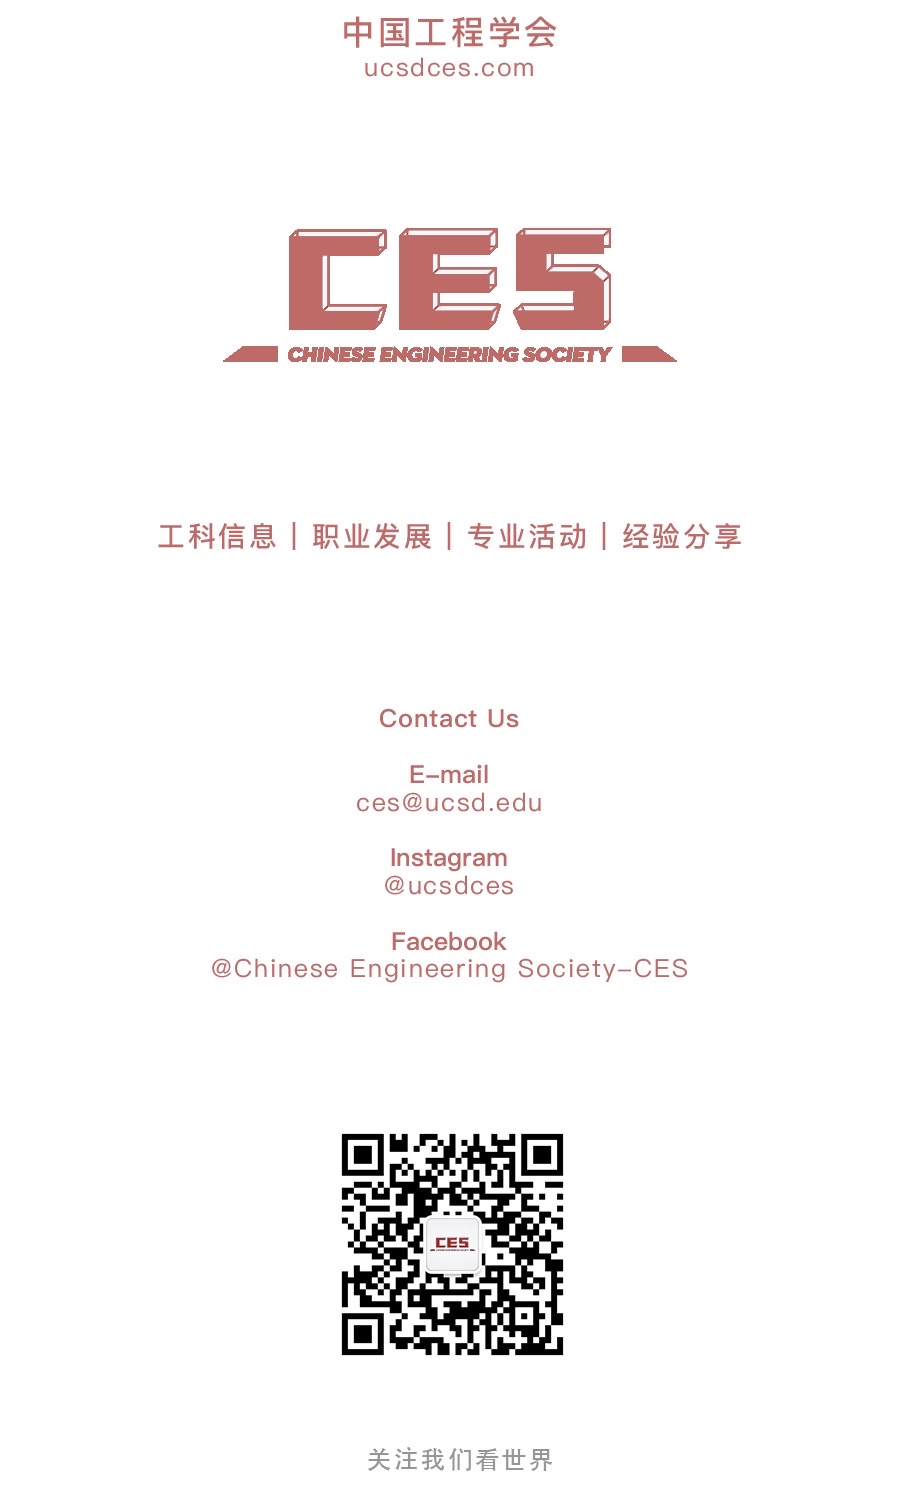 中国工程学会
ucsdces.com
CES
CHINESE ENGINEERING SOCIETY
工科信息 | 职业发展 | 专业活动 | 经验分享
Contact Us
E-mail
ces@ucsd.edu
Instagram
@ucsdces
Facebook
@Chinese Engineering Society-CES
CES
关注我们看世界